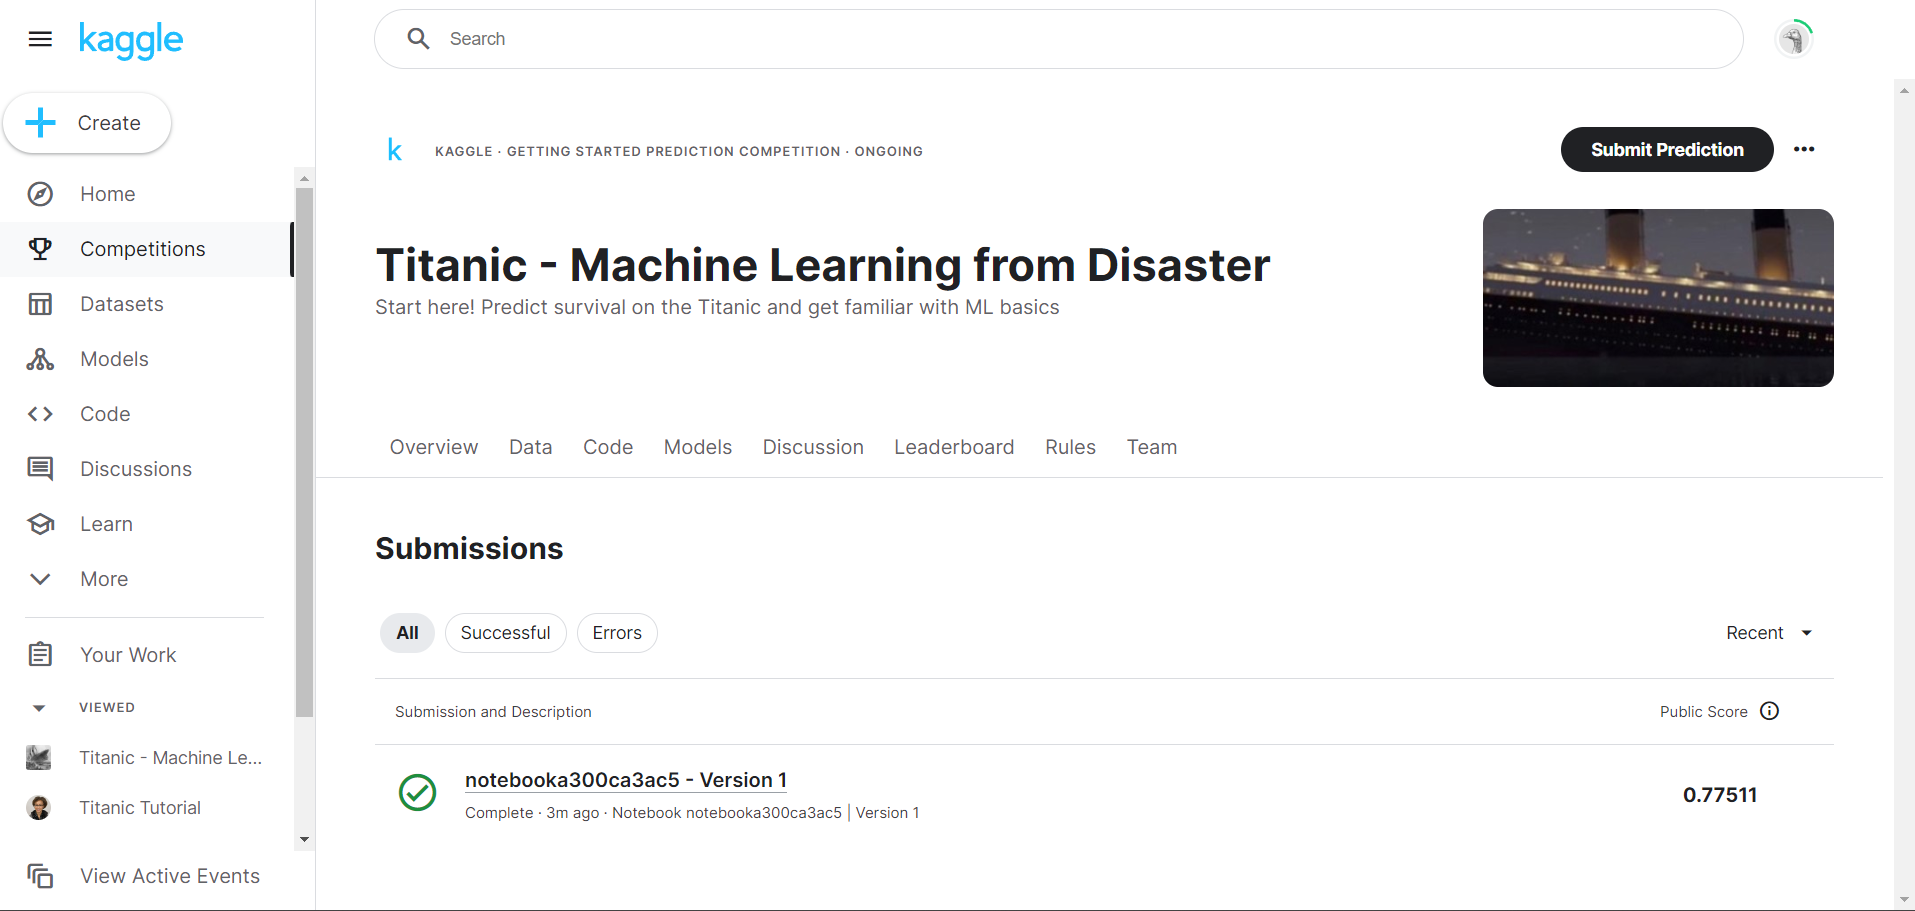 kaggle
Search
Create
Home
Competitions
Datasets
Models
Code
Discussions
Learn
More
Your Work
VIEWED
Titanic - Machine Le...
Titanic Tutorial
View Active Events
k
KAGGLE · GETTING STARTED PREDICTION COMPETITION · ONGOING
Submit Prediction
Titanic - Machine Learning from Disaster
Start here! Predict survival on the Titanic and get familiar with ML basics
Overview Data Code Models Discussion Leaderboard Rules Team
Submissions
All Successful Errors
Recent
Submission and Description Public Score
notebooka300ca3ac5 - Version 1
0.77511
Complete · 3m ago · Notebook notebooka300ca3ac5 | Version 1